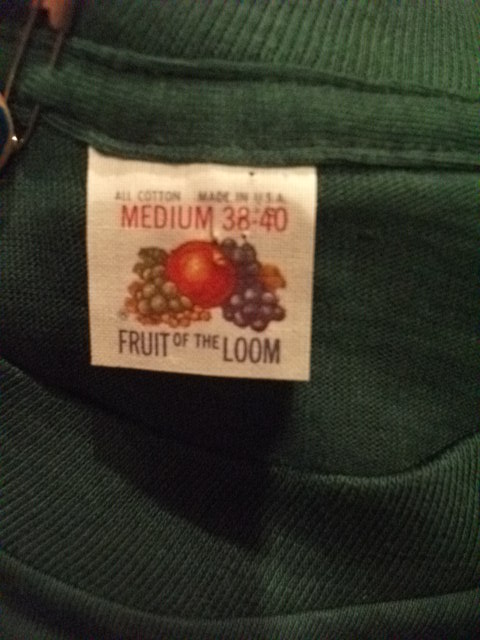 ALL COTTON MADE IN U.S.A.
MEDIUM 38-40
FRUIT OF THE LOOM